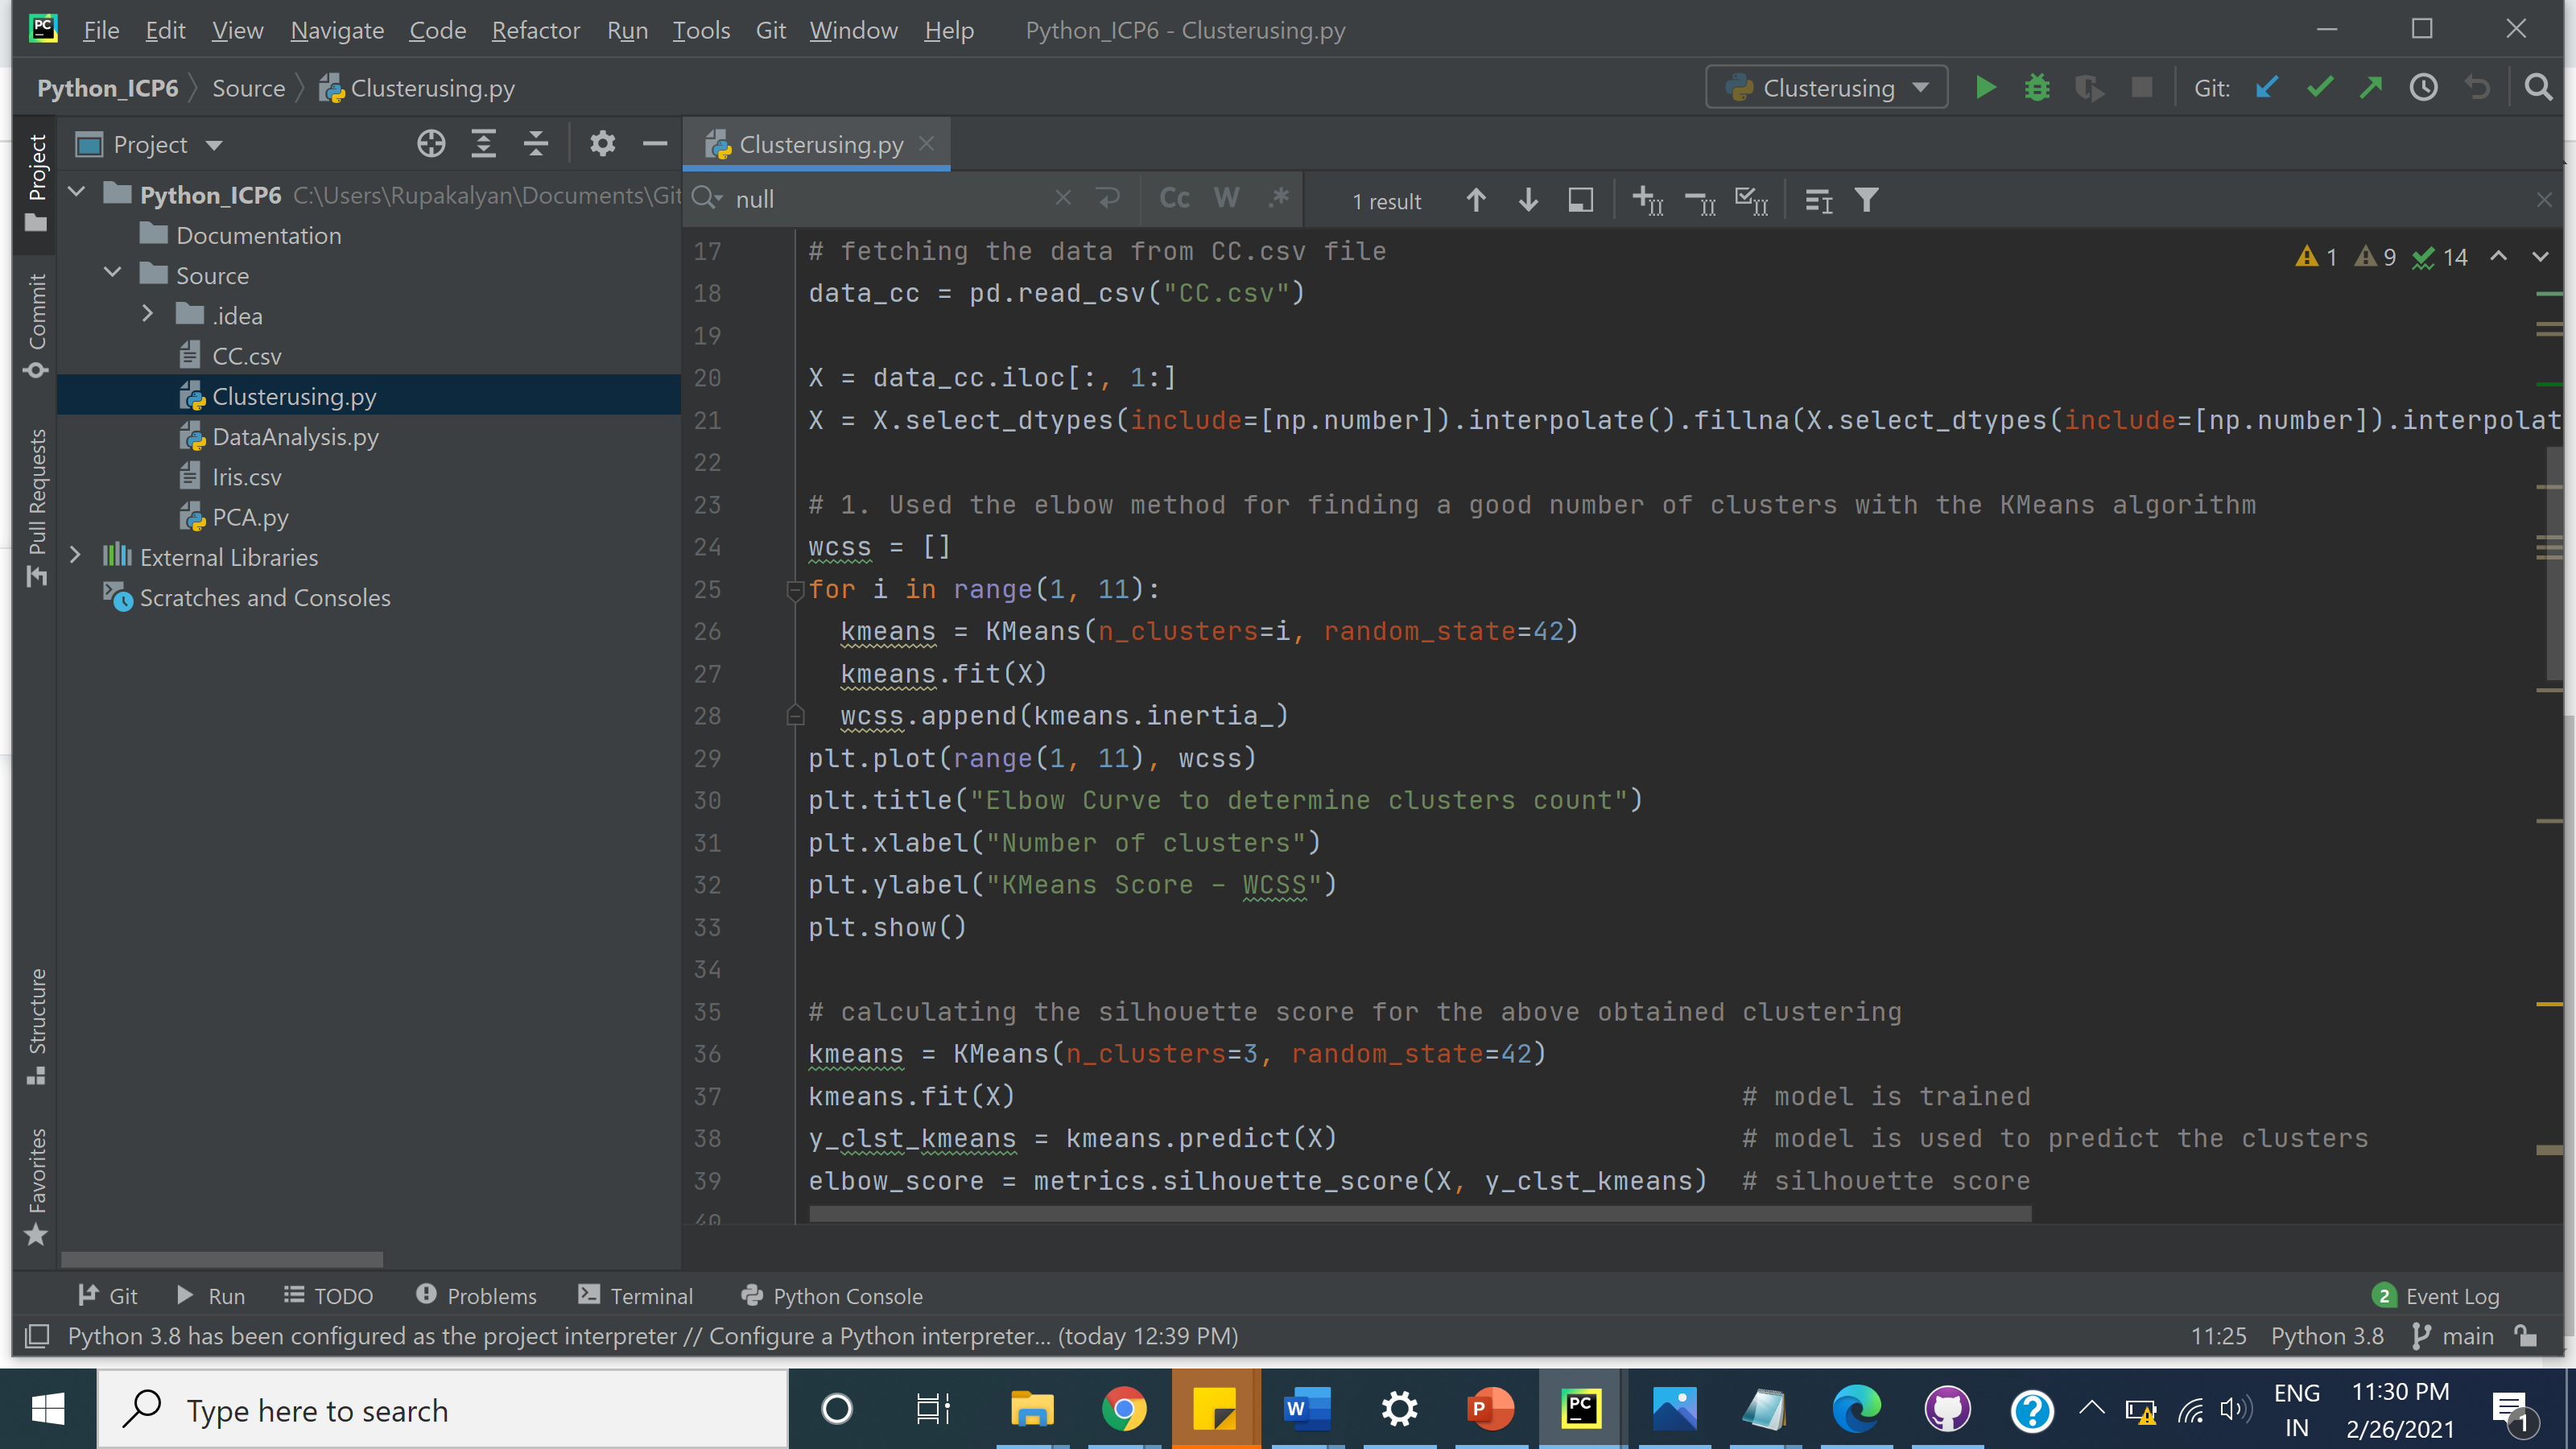 PC File Edit View Navigate Code Refactor Run Tools Git Window Help Python_ICP6 - Clusterusing.py
Python_ICP6 Source Clusterusing.py Clusterusing Git:
Project Clusterusing.py
Project
Commit
Pull Requests
Structure
Favorites
Python_ICP6 C:\Users\Rupakalyan\Documents\Git
Documentation
Source
.idea
CC.csv
Clusterusing.py
DataAnalysis.py
Iris.csv
PCA.py
External Libraries
Scratches and Consoles
null Cc W .* 1 result
1 9 14
17 # fetching the data from CC.csv file
18 data_cc = pd.read_csv("CC.csv")
19
20 X = data_cc.iloc[:, 1:]
21 X = X.select_dtypes(include=[np.number]).interpolate().fillna(X.select_dtypes(include=[np.number]).interpolat
22
23 # 1. Used the elbow method for finding a good number of clusters with the KMeans algorithm
24 wcss = []
25 for i in range(1, 11):
26 kmeans = KMeans(n_clusters=i, random_state=42)
27 kmeans.fit(X)
28 wcss.append(kmeans.inertia_)
29 plt.plot(range(1, 11), wcss)
30 plt.title("Elbow Curve to determine clusters count")
31 plt.xlabel("Number of clusters")
32 plt.ylabel("KMeans Score - WCSS")
33 plt.show()
34
35 # calculating the silhouette score for the above obtained clustering
36 kmeans = KMeans(n_clusters=3, random_state=42)
37 kmeans.fit(X) # model is trained
38 y_clst_kmeans = kmeans.predict(X) # model is used to predict the clusters
39 elbow_score = metrics.silhouette_score(X, y_clst_kmeans) # silhouette score
40
Git Run TODO Problems Terminal Python Console 2 Event Log
Python 3.8 has been configured as the project interpreter // Configure a Python interpreter... (today 12:39 PM) 11:25 Python 3.8 main
Type here to search W P PC ? ENG 11:30 PM
IN 2/26/2021 1